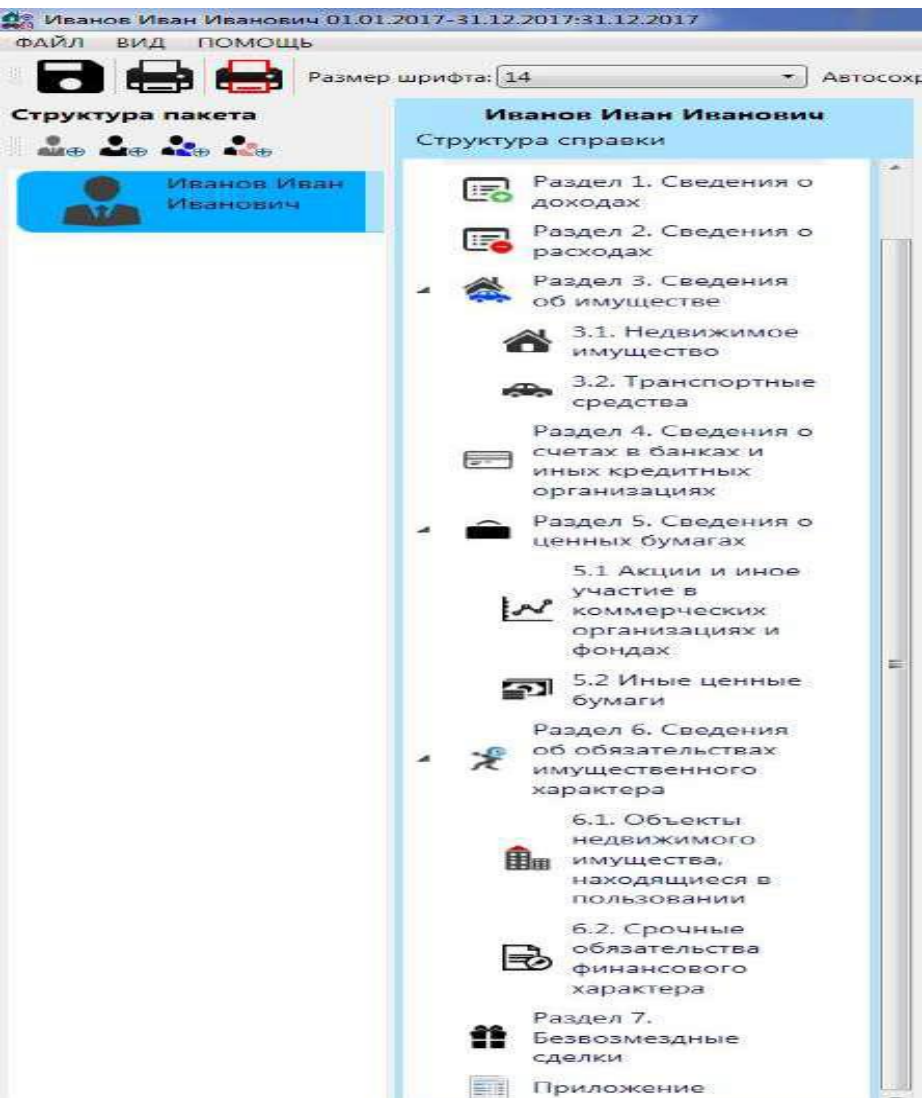 Иванов Иван Иванович 01.01.2017-31.12.2017:31.12.2017
ФАЙЛ ВИД ПОМОЩЬ
Размер шрифта: 14
Автосохр
Структура пакета
Иванов Иван
Иванович
Иванов Иван Иванович
Структура справки
Раздел 1. Сведения о
доходах
Раздел 2. Сведения о
расходах
Раздел 3. Сведения
об имуществе
3.1. Недвижимое
имущество
3.2. Транспортные
средства
Раздел 4. Сведения о
счетах в банках и
иных кредитных
организациях
Раздел 5. Сведения о
ценных бумагах
5.1 Акции и иное
участие в
коммерческих
организациях и
фондах
5.2 Иные ценные
бумаги
Раздел 6. Сведения
об обязательствах
имущественного
характера
6.1. Объекты
недвижимого
имущества,
находящиеся в
пользовании
6.2. Срочные
обязательства
финансового
характера
Раздел 7.
Безвозмездные
сделки
Приложение